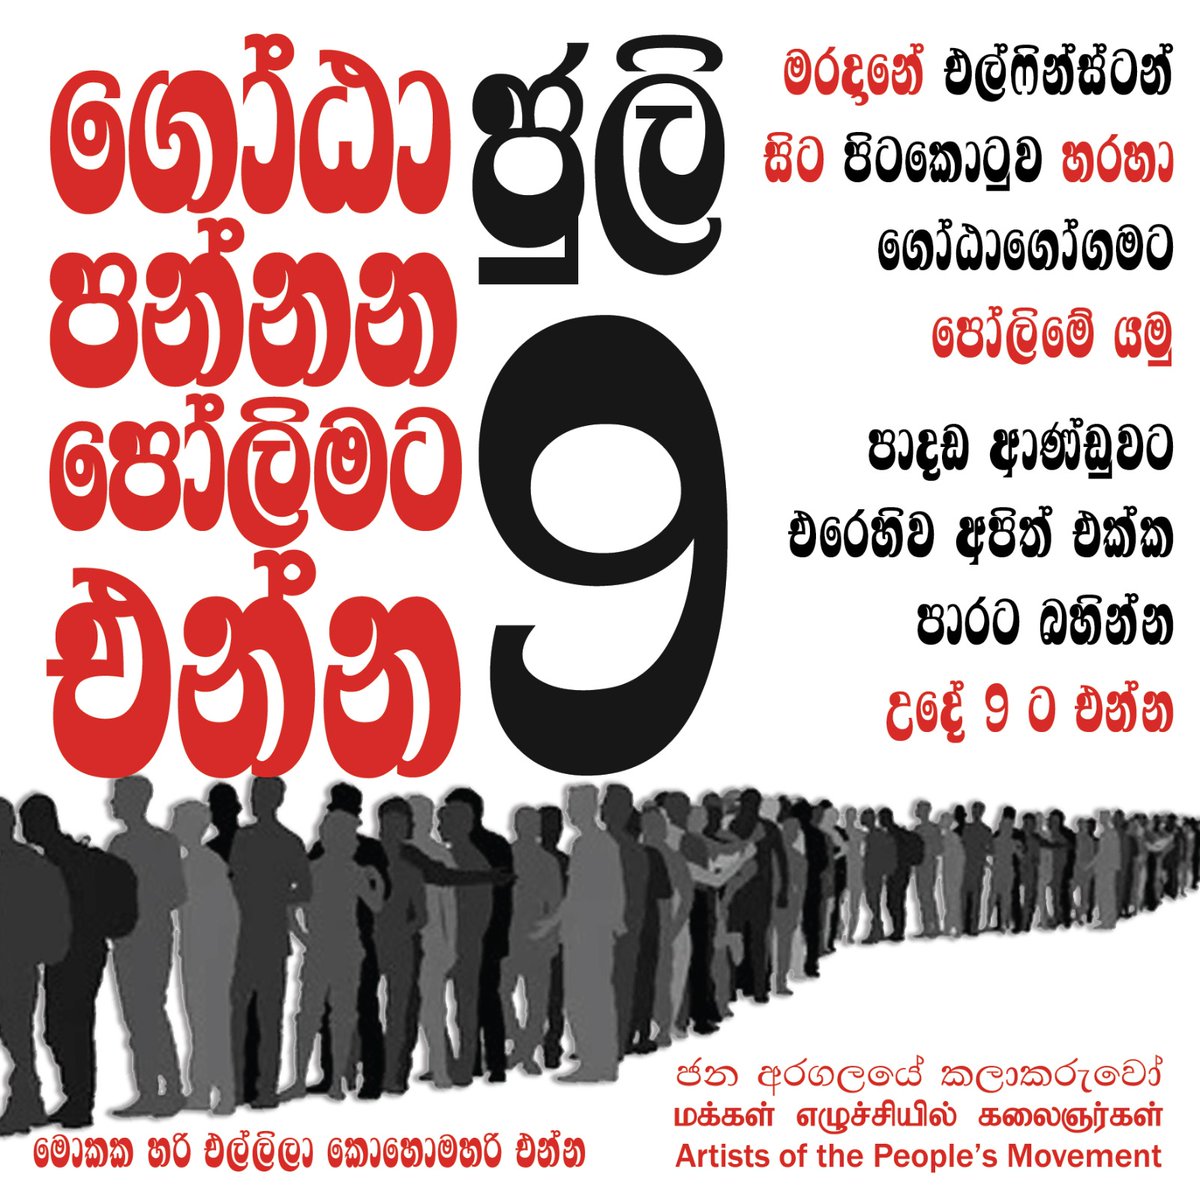 ගෝඨා
පන්නන
පෝලිමට
එන්න
ජුලි
9
මරදානේ එල්ෆින්ස්ටන්
සිට පිටකොටුව හරහා
ගෝඨාගෝගමට
පෝලිමේ යමු
පාදඩ ආණ්ඩුවට
එරෙහිව අපිත් එක්ක
පාරට බහින්න
උදේ 9 ට එන්න
ජන අරගලයේ කලාකරුවෝ
மக்கள் எழுச்சியில் கலைஞர்கள்
Artists of the People's Movement
මොකක හරි එල්ලිලා කොහොමහරි එන්න